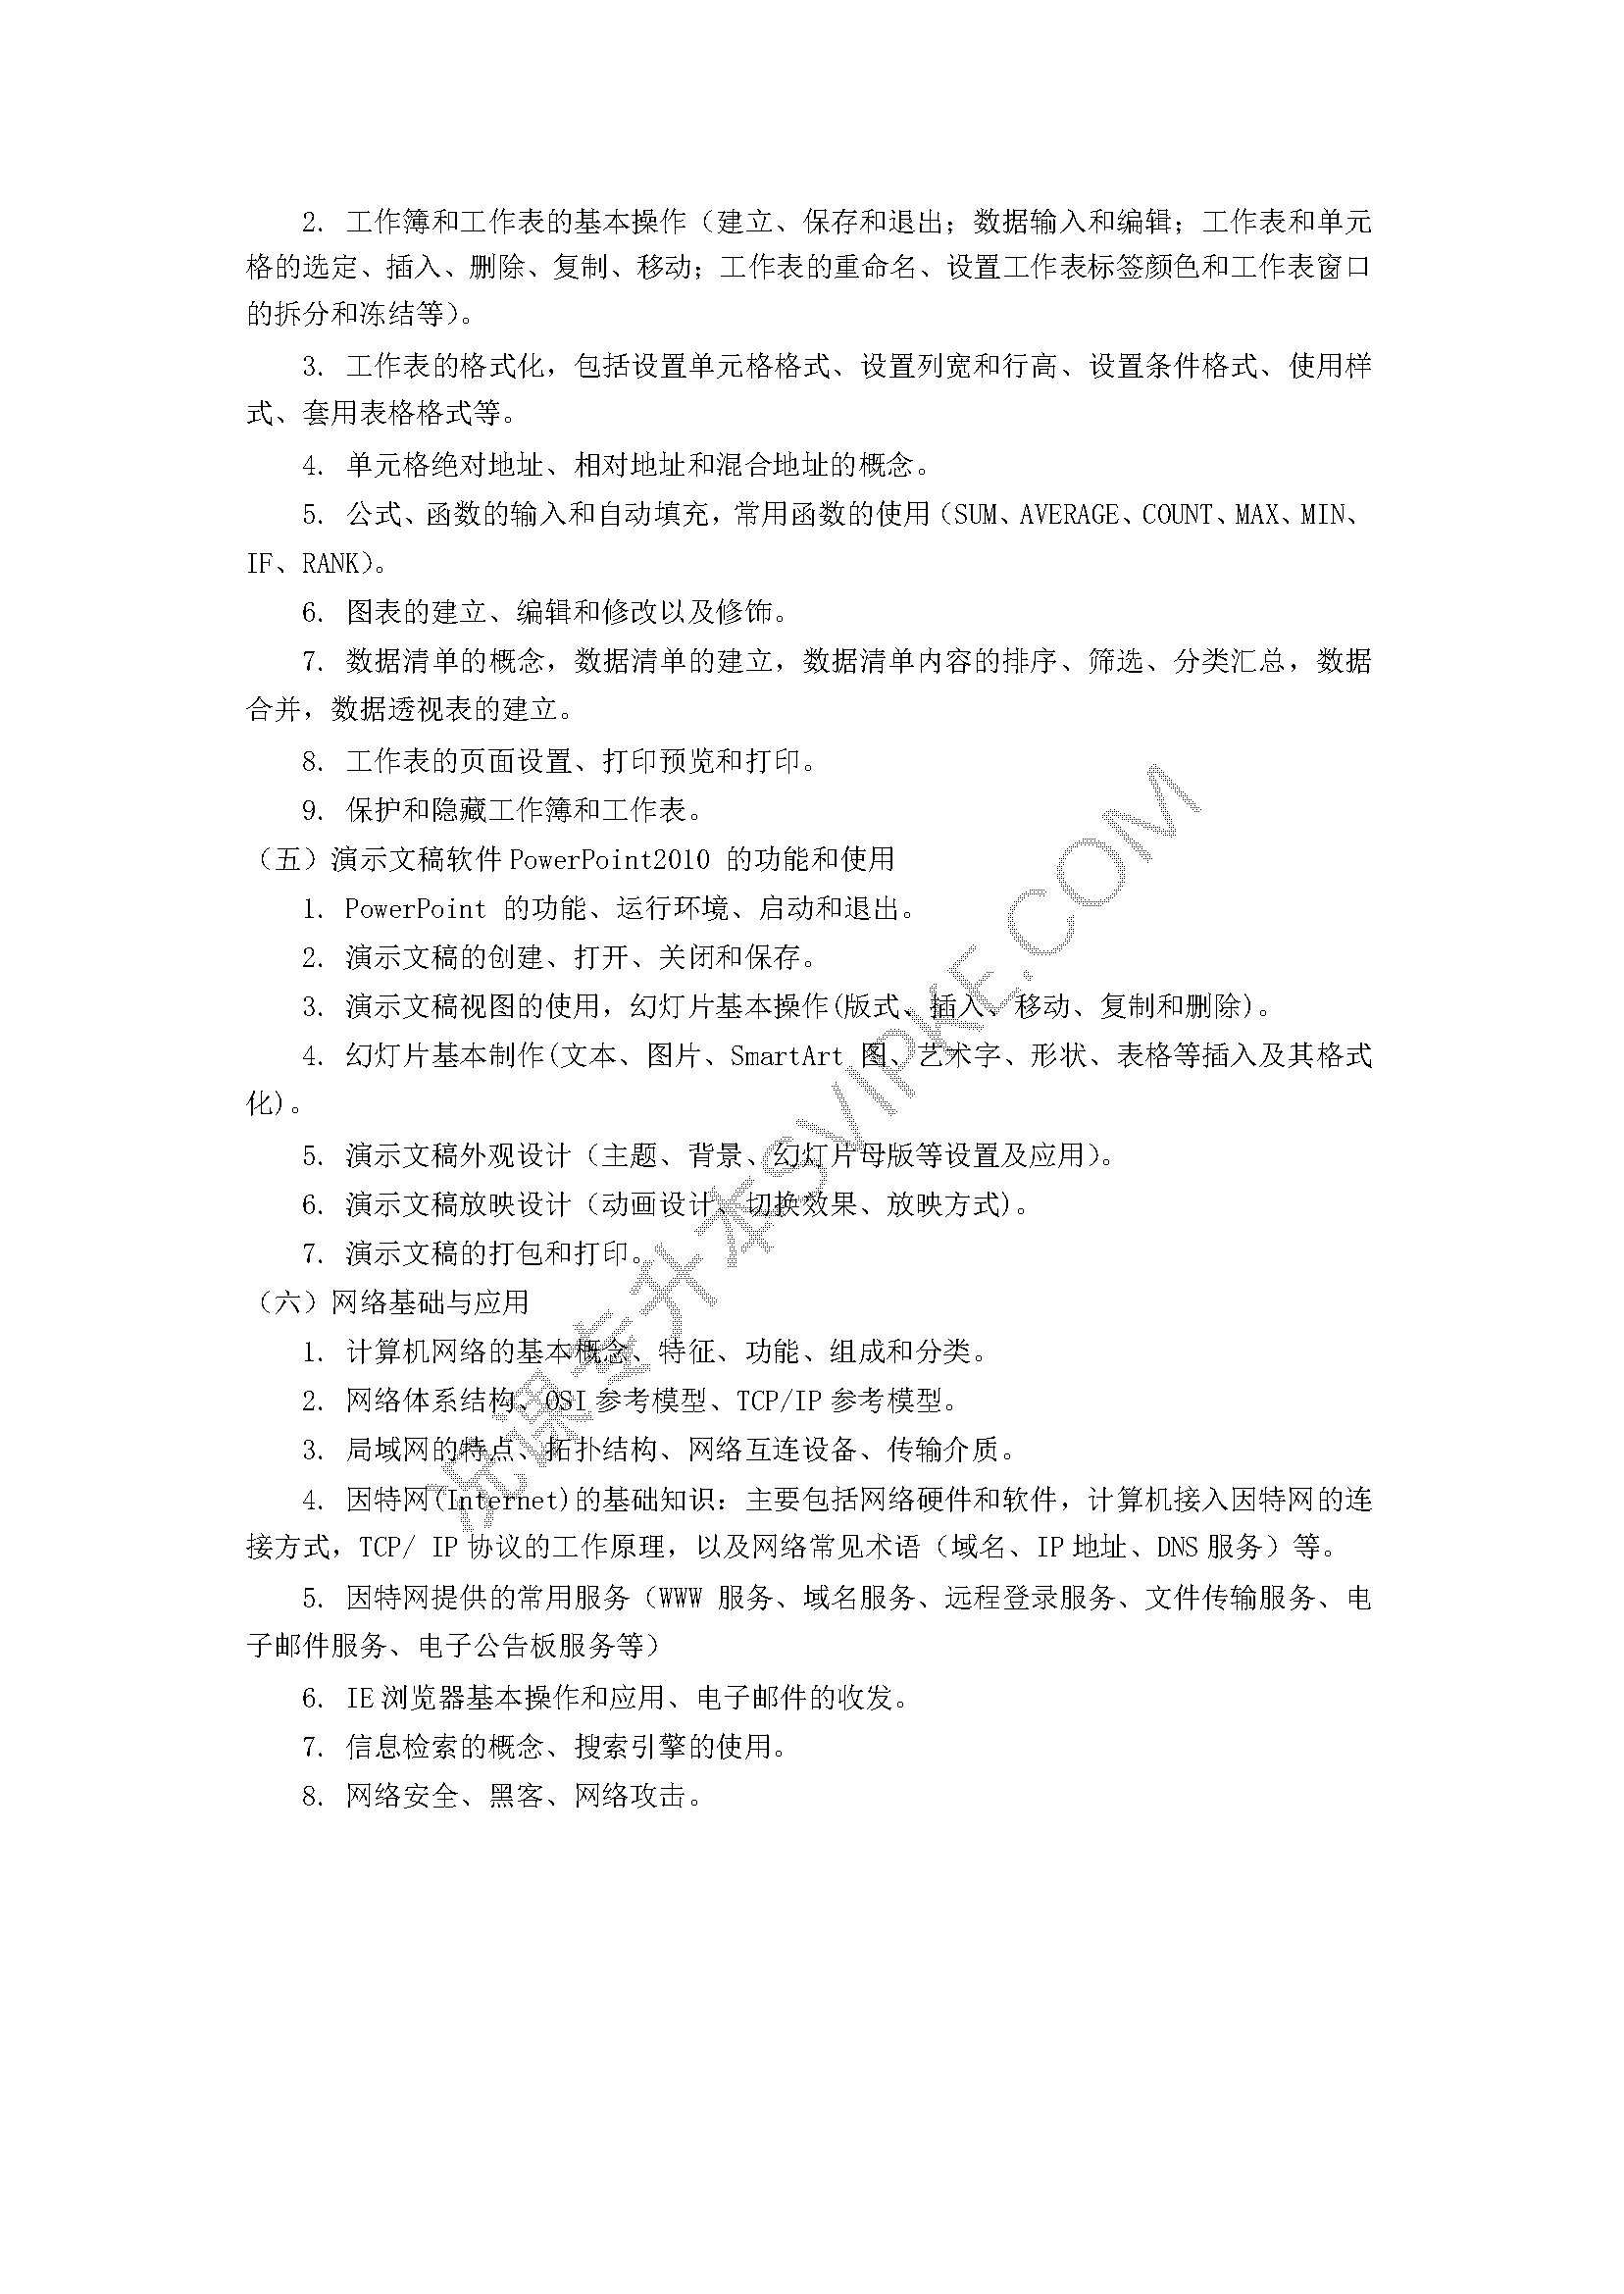 2. 工作簿和工作表的基本操作（建立、保存和退出；数据输入和编辑；工作表和单元
格的选定、插入、删除、复制、移动；工作表的重命名、设置工作表标签颜色和工作表窗口
的拆分和冻结等）。
3. 工作表的格式化，包括设置单元格格式、设置列宽和行高、设置条件格式、使用样
式、套用表格格式等。
4. 单元格绝对地址、相对地址和混合地址的概念。
5. 公式、函数的输入和自动填充，常用函数的使用（SUM、AVERAGE、COUNT、MAX、MIN、
IF、RANK）。
6. 图表的建立、编辑和修改以及修饰。
7. 数据清单的概念，数据清单的建立，数据清单内容的排序、筛选、分类汇总，数据
合并，数据透视表的建立。
8. 工作表的页面设置、打印预览和打印。
9. 保护和隐藏工作簿和工作表。
（五）演示文稿软件 PowerPoint2010 的功能和使用
1. PowerPoint 的功能、运行环境、启动和退出。
2. 演示文稿的创建、打开、关闭和保存。
3. 演示文稿视图的使用，幻灯片基本操作(版式、插入、移动、复制和删除)。
4. 幻灯片基本制作(文本、图片、SmartArt 图、艺术字、形状、表格等插入及其格式
化)。
5. 演示文稿外观设计（主题、背景、幻灯片母版等设置及应用）。
6. 演示文稿放映设计（动画设计、切换效果、放映方式)。
7. 演示文稿的打包和打印。
（六）网络基础与应用
1. 计算机网络的基本概念、特征、功能、组成和分类。
2. 网络体系结构、OSI 参考模型、TCP/IP 参考模型。
3. 局域网的特点、拓扑结构、网络互连设备、传输介质。
4. 因特网(Internet)的基础知识：主要包括网络硬件和软件，计算机接入因特网的连
接方式，TCP/ IP 协议的工作原理，以及网络常见术语（域名、IP 地址、DNS 服务）等。
5. 因特网提供的常用服务（WWW 服务、域名服务、远程登录服务、文件传输服务、电
子邮件服务、电子公告板服务等）
6. IE 浏览器基本操作和应用、电子邮件的收发。
7. 信息检索的概念、搜索引擎的使用。
8. 网络安全、黑客、网络攻击。
优课专升本SVIPKE.COM